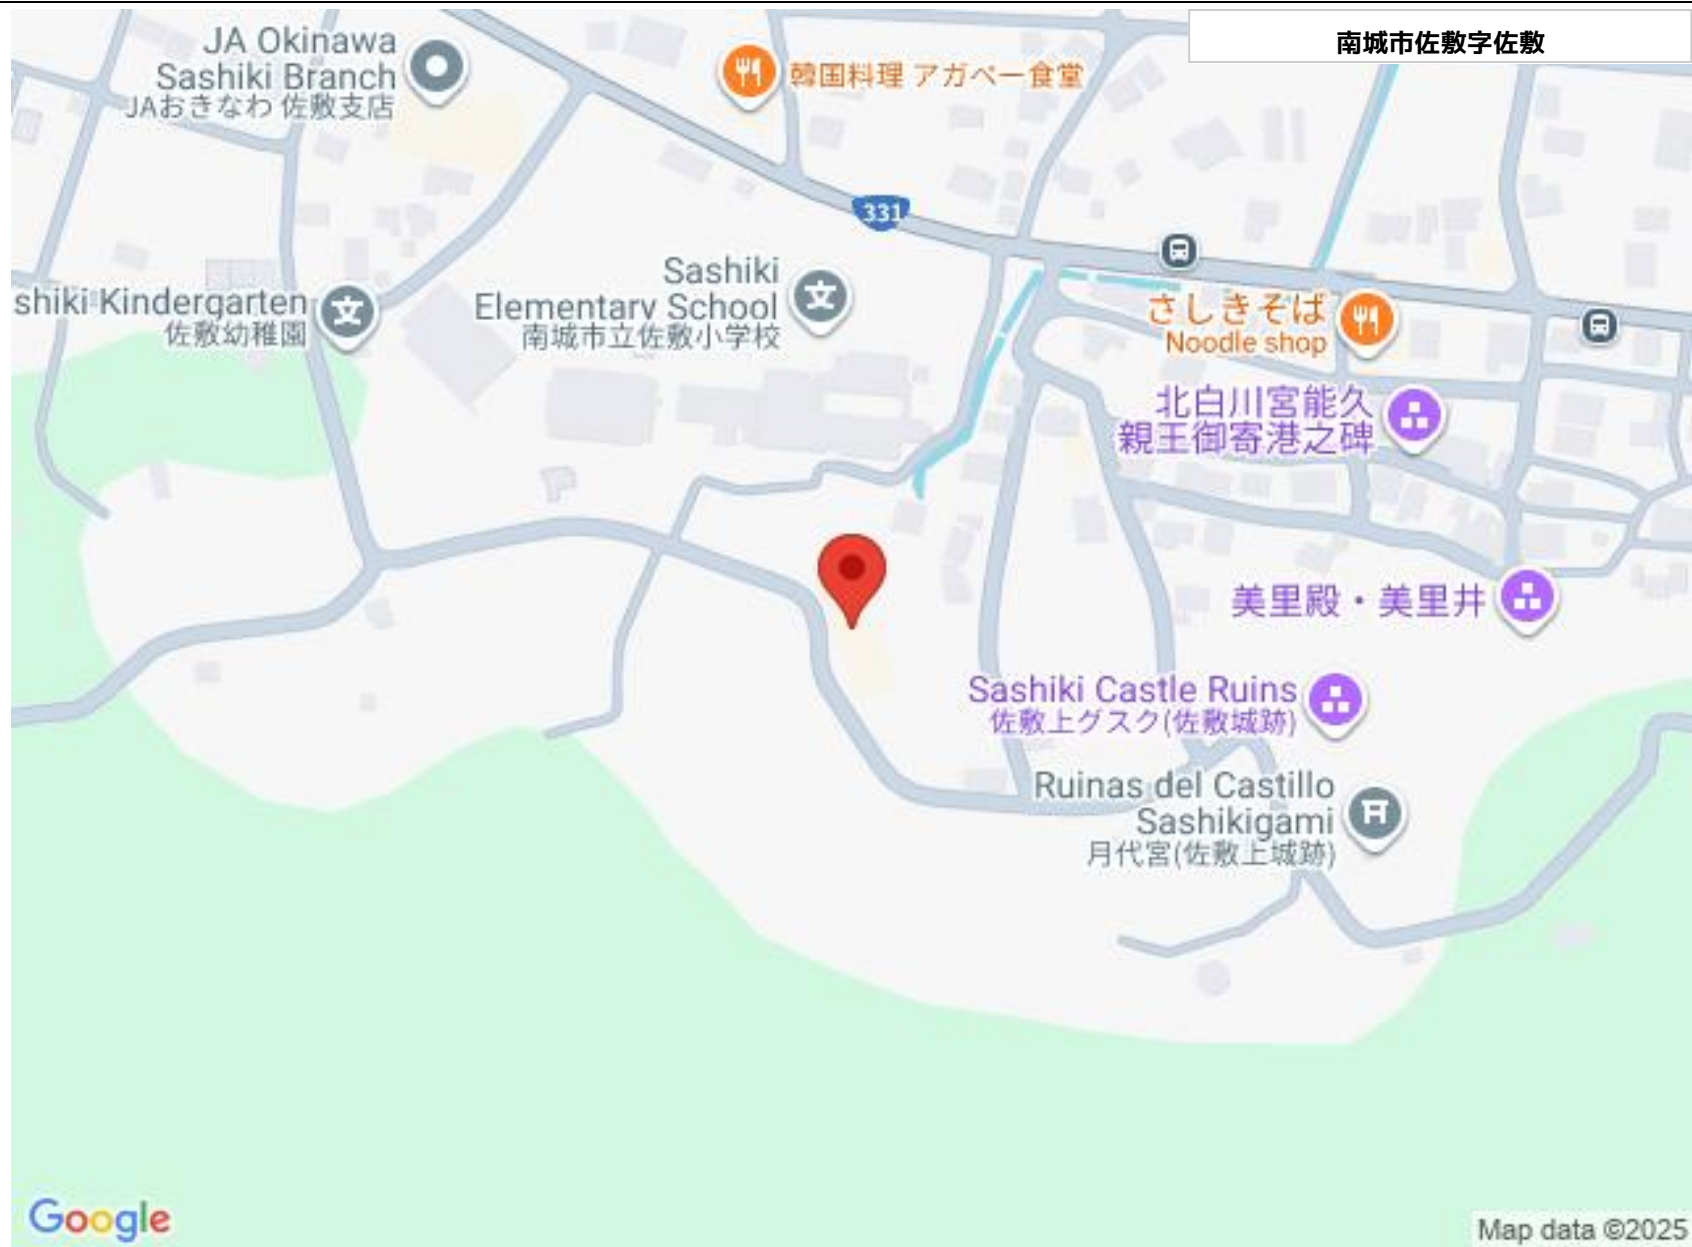 南城市佐敷字佐敷
JA Okinawa
Sashiki Branch
JAおきなわ 佐敷支店
韓国料理 アガペー食堂
331
Sashiki
Elementary School
南城市立佐敷小学校
shiki Kindergarten
佐敷幼稚園
さしきそば
Noodle shop
北白川宮能久
親王御寄港之碑
美里殿・美里井
Sashiki Castle Ruins
佐敷上グスク(佐敷城跡)
Ruinas del Castillo
Sashikigami
月代宮(佐敷上城跡)
Google
Map data ©2025